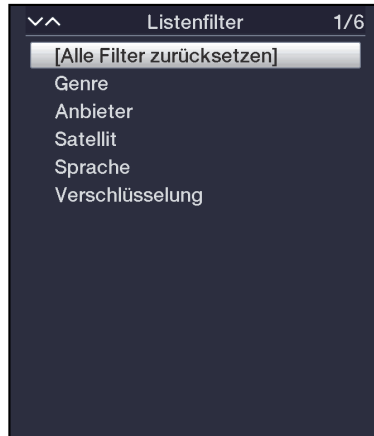 Listenfilter 1/6
[Alle Filter zurücksetzen]
Genre
Anbieter
Satellit
Sprache
Verschlüsselung